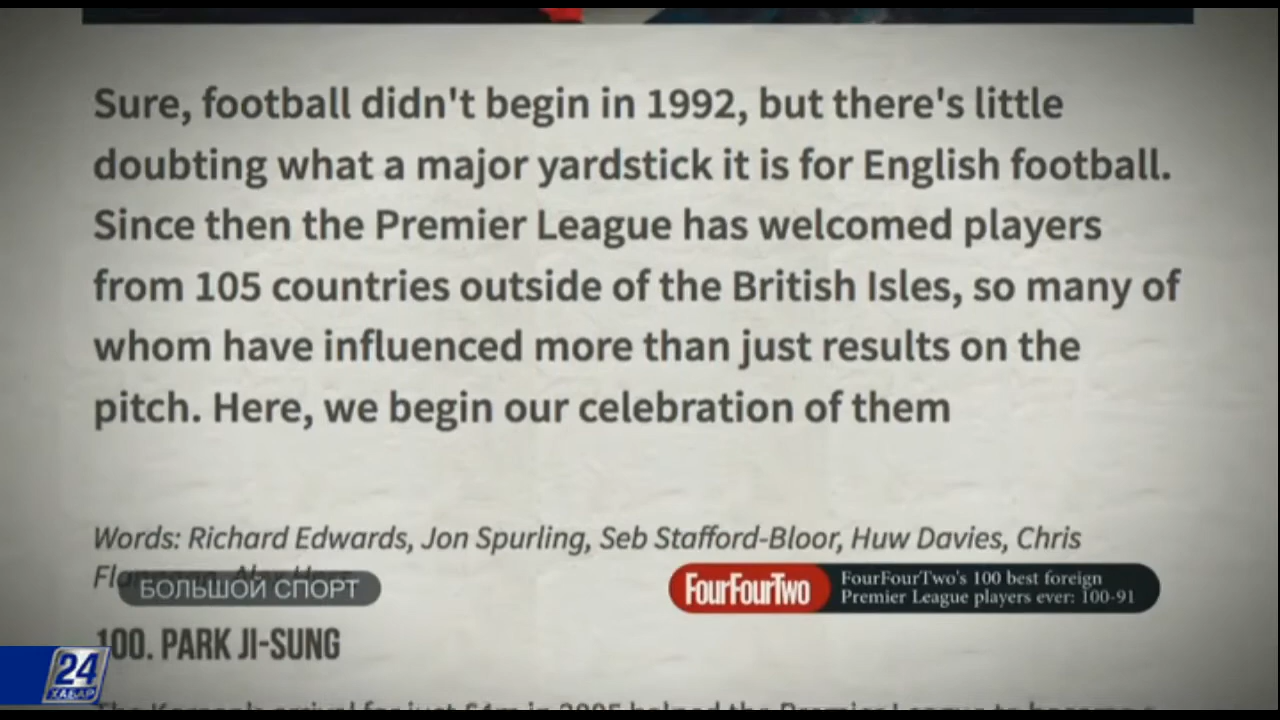 Sure, football didn't begin in 1992, but there's little
doubting what a major yardstick it is for English football.
Since then the Premier League has welcomed players
from 105 countries outside of the British Isles, so many of
whom have influenced more than just results on the
pitch. Here, we begin our celebration of them
Words: Richard Edwards, Jon Spurling, Seb Stafford-Bloor, Huw Davies, Chris
БОЛЬШОЙ СПОРТ
FourFourTwo
FourFourTwo's 100 best foreign
Premier League players ever: 100-91
100. PARK JI-SUNG
24
ХАБАР